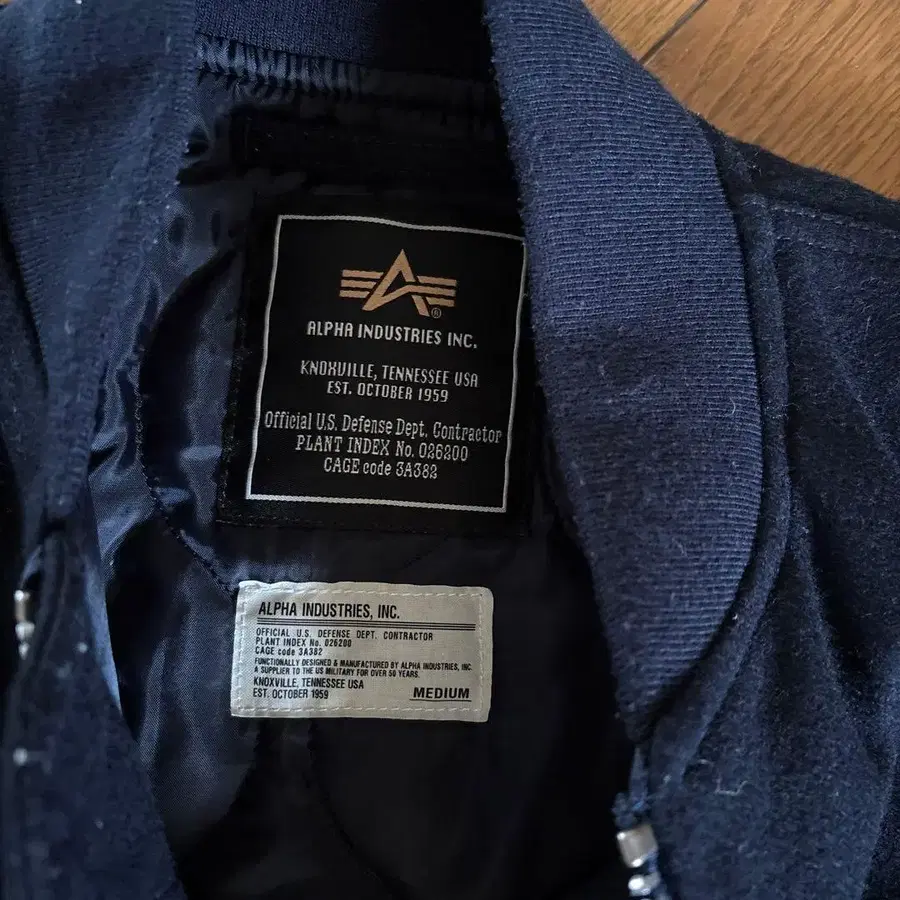 ®
ALPHA INDUSTRIES INC.
KNOXVILLE, TENNESSEE USA
EST. OCTOBER 1959
Official U.S. Defense Dept. Contractor
PLANT INDEX No. 026200
CAGE code 3A382
ALPHA INDUSTRIES, INC.
OFFICIAL U.S. DEFENSE DEPT. CONTRACTOR
PLANT INDEX No. 026200
CAGE code 3A382
FUNCTIONALLY DESIGNED & MANUFACTURED BY ALPHA INDUSTRIES, INC.
A SUPPLIER TO THE US MILITARY FOR OVER 50 YEARS.
KNOXVILLE, TENNESSEE USA
EST. OCTOBER 1959
MEDIUM